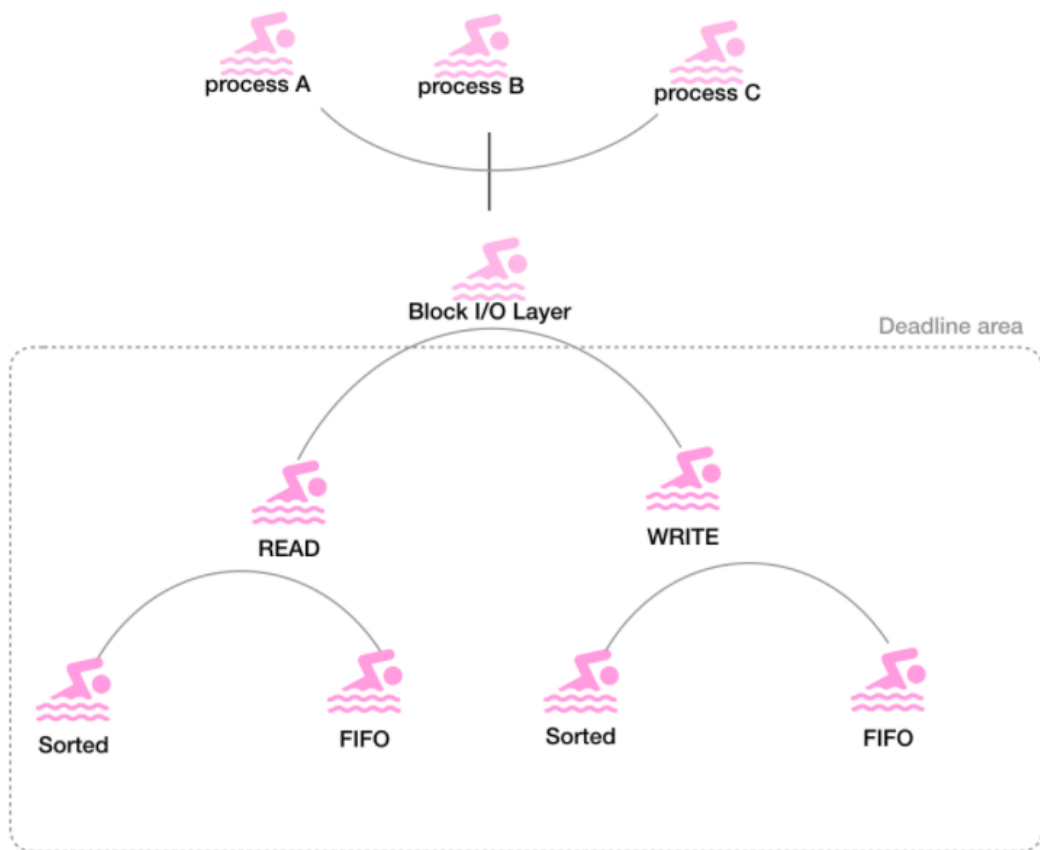 process A
process B
process C
Block I/O Layer
Deadline area
READ
WRITE
Sorted
FIFO
Sorted
FIFO